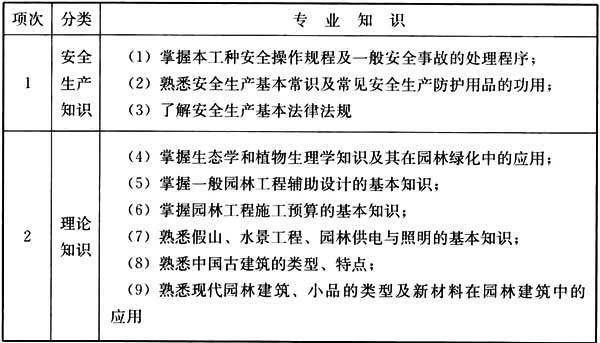 项次 分类 专业知识
1 安全生产知识 (1) 掌握本工种安全操作规程及一般安全事故的处理程序;
(2) 熟悉安全生产基本常识及常见安全生产防护用品的功用;
(3) 了解安全生产基本法律法规
2 理论知识 (4) 掌握生态学和植物生理学知识及其在园林绿化中的应用;
(5) 掌握一般园林工程辅助设计的基本知识;
(6) 掌握园林工程施工预算的基本知识;
(7) 熟悉假山、水景工程、园林供电与照明的基本知识;
(8) 熟悉中国古建筑的类型、特点;
(9) 熟悉现代园林建筑、小品的类型及新材料在园林建筑中的
应用